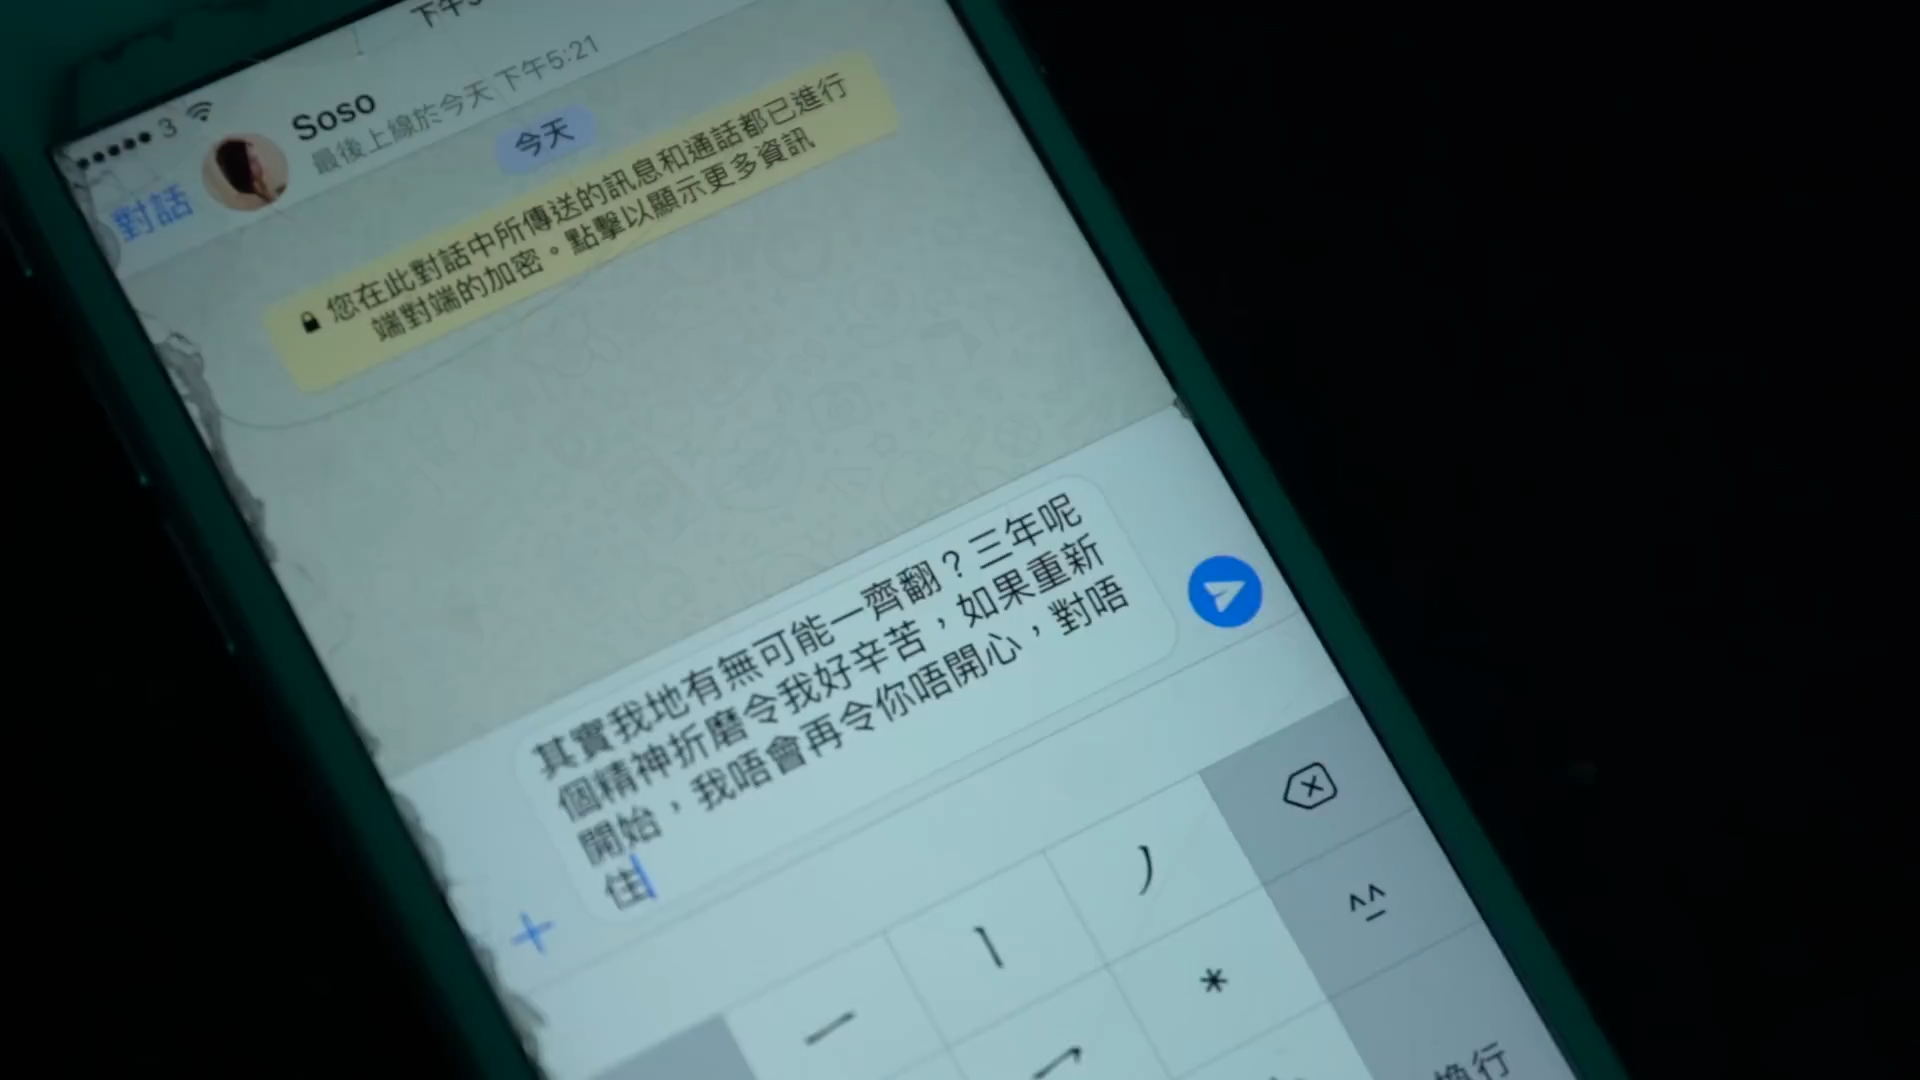 下午5
3
Soso
最後上線於今天 下午5:21
對話
今天
您在此對話中所傳送的訊息和通話都已進行
端對端的加密。點擊以顯示更多資訊
其實我地有無可能一齊翻？三年呢
個精神折磨令我好辛苦，如果重新
開始，我唔會再令你唔開心，對唔
住
^^
*
換行